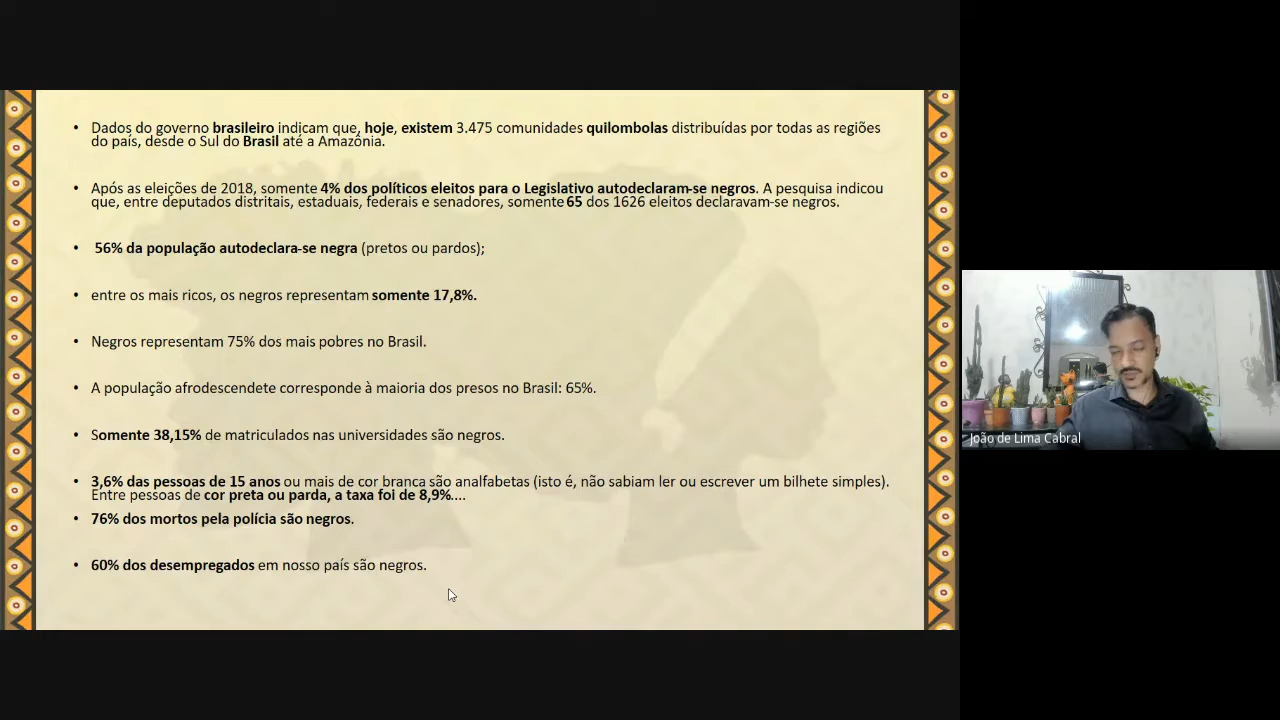 • Dados do governo brasileiro indicam que, hoje, existem 3.475 comunidades quilombolas distribuídas por todas as regiões
do país, desde o Sul do Brasil até a Amazônia.
• Após as eleições de 2018, somente 4% dos políticos eleitos para o Legislativo autodeclaram-se negros. A pesquisa indicou
que, entre deputados distritais, estaduais, federais e senadores, somente 65 dos 1626 eleitos declaravam-se negros.
• 56% da população autodeclara-se negra (pretos ou pardos);
• entre os mais ricos, os negros representam somente 17,8%.
• Negros representam 75% dos mais pobres no Brasil.
• A população afrodescendete corresponde à maioria dos presos no Brasil: 65%.
• Somente 38,15% de matriculados nas universidades são negros.
• 3,6% das pessoas de 15 anos ou mais de cor branca são analfabetas (isto é, não sabiam ler ou escrever um bilhete simples).
Entre pessoas de cor preta ou parda, a taxa foi de 8,9%....
• 76% dos mortos pela polícia são negros.
• 60% dos desempregados em nosso país são negros.
João de Lima Cabral